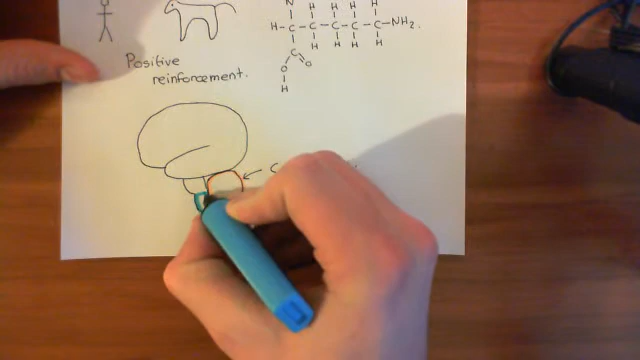 N H H H H
H-C-C-C-C-C-NH₂.
H H H H
C
O O
H
Positive
reinforcement.
C